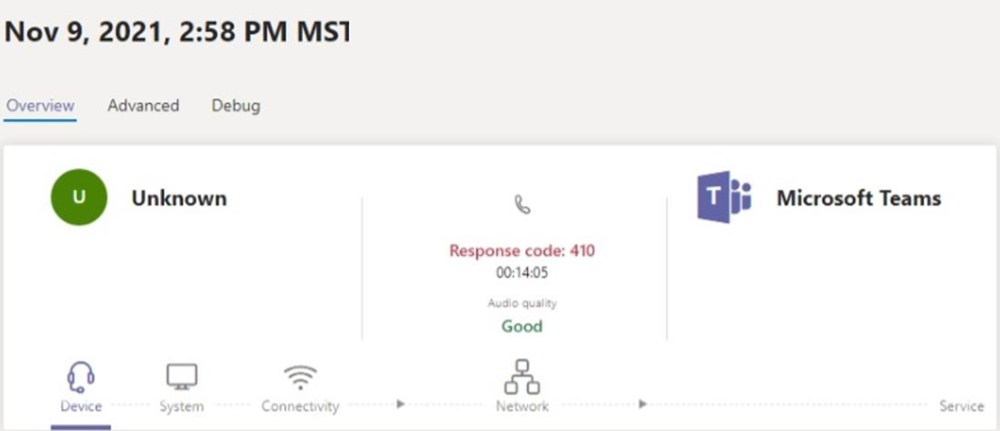 Nov 9, 2021, 2:58 PM MST
Overview Advanced Debug
U Unknown
T Microsoft Teams
Response code: 410
00:14:05
Audio quality
Good
Device System Connectivity Network Service